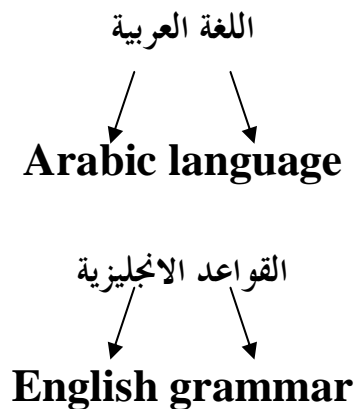 اللغة العربية
Arabic language
القواعد الانجليزية
English grammar